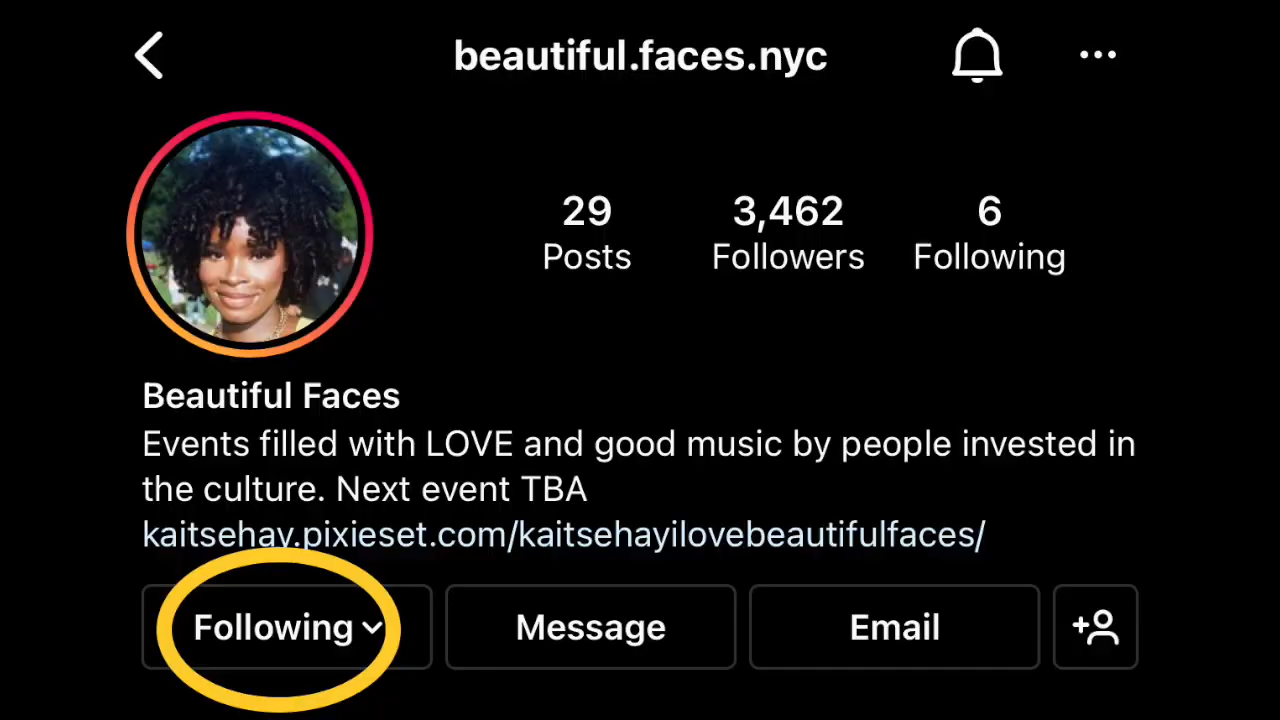 beautiful.faces.nyc
29 3,462 6
Posts Followers Following
Beautiful Faces
Events filled with LOVE and good music by people invested in
the culture. Next event TBA
kaitsehay.pixieset.com/kaitsehayilovebeautifulfaces/
Following Message Email